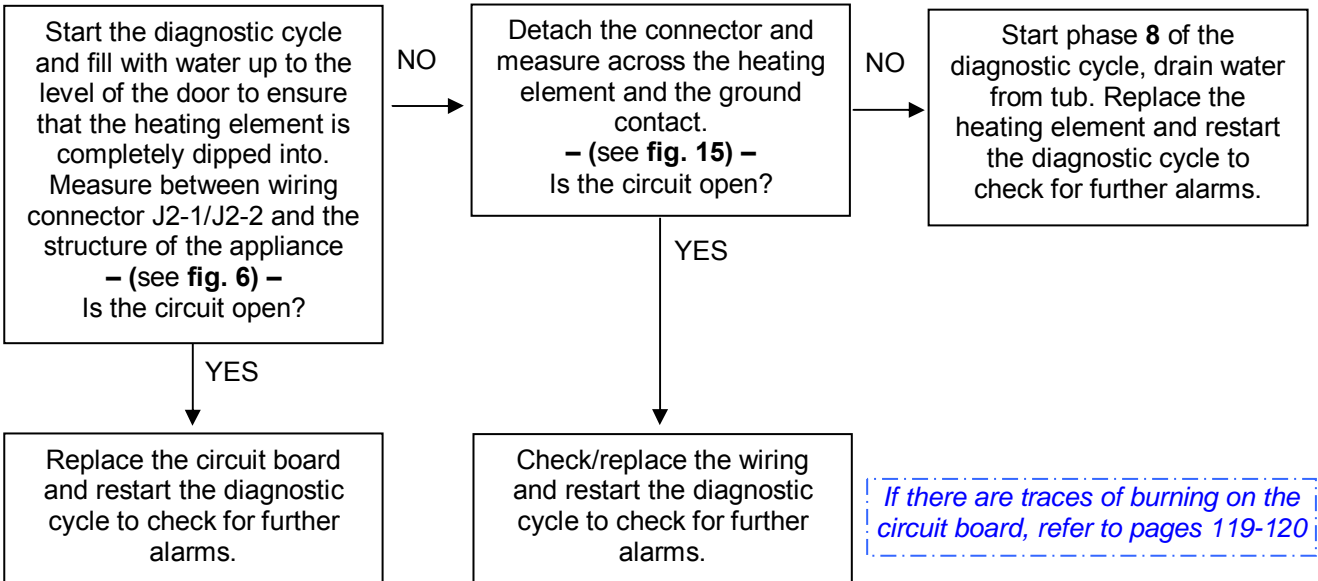 Start the diagnostic cycle
and fill with water up to the
level of the door to ensure
that the heating element is
completely dipped into.
Measure between wiring
connector J2-1/J2-2 and the
structure of the appliance
– (see fig. 6) –
Is the circuit open?
NO
Detach the connector and
measure across the heating
element and the ground
contact.
– (see fig. 15) –
Is the circuit open?
NO
Start phase 8 of the
diagnostic cycle, drain water
from tub. Replace the
heating element and restart
the diagnostic cycle to
check for further alarms.
YES
YES
Replace the circuit board
and restart the diagnostic
cycle to check for further
alarms.
Check/replace the wiring
and restart the diagnostic
cycle to check for further
alarms.
If there are traces of burning on the
circuit board, refer to pages 119-120